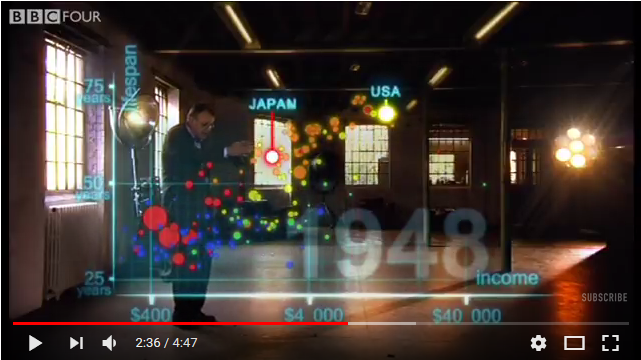 BBC FOUR
lifespan
75
years
JAPAN
USA
50
years
1948
25
years
income
SUBSCRIBE
$400
$4 000
$40 000
2:36 / 4:47